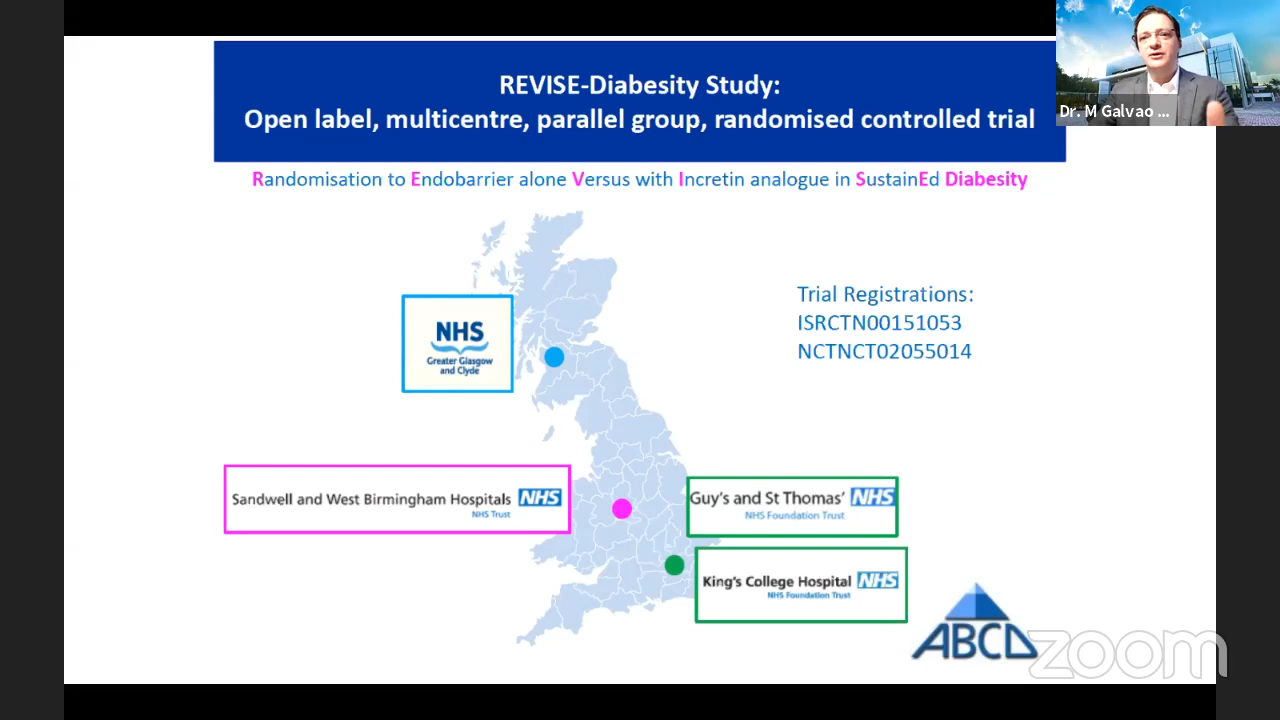 REVISE-Diabesity Study:
Open label, multicentre, parallel group, randomised controlled trial
Dr. M Galvao ...
Randomisation to Endobarrier alone Versus with Incretin analogue in SustainEd Diabesity
Trial Registrations:
ISRCTN00151053
NCTNCT02055014
NHS
Greater Glasgow
and Clyde
Sandwell and West Birmingham Hospitals NHS
NHS Trust
Guy's and St Thomas' NHS
NHS Foundation Trust
King's College Hospital NHS
NHS Foundation Trust
ABCD
zoom